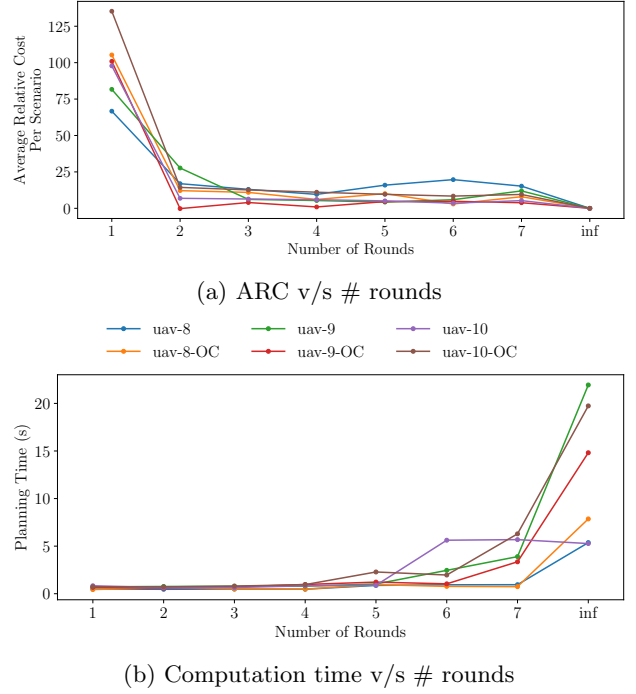 125
100
75
50
25
0
Average Relative Cost
Per Scenario
1 2 3 4 5 6 7 inf
Number of Rounds
(a) ARC v/s # rounds
uav-8 uav-9 uav-10
uav-8-OC uav-9-OC uav-10-OC
20
15
10
5
0
Planning Time (s)
1 2 3 4 5 6 7 inf
Number of Rounds
(b) Computation time v/s # rounds